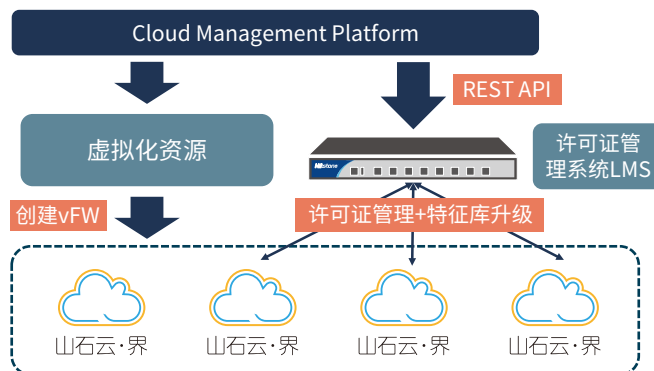 Cloud Management Platform
REST API
虚拟化资源
Hillstone
许可证管
理系统LMS
创建vFW
许可证管理+特征库升级
山石云·界
山石云·界
山石云·界
山石云·界